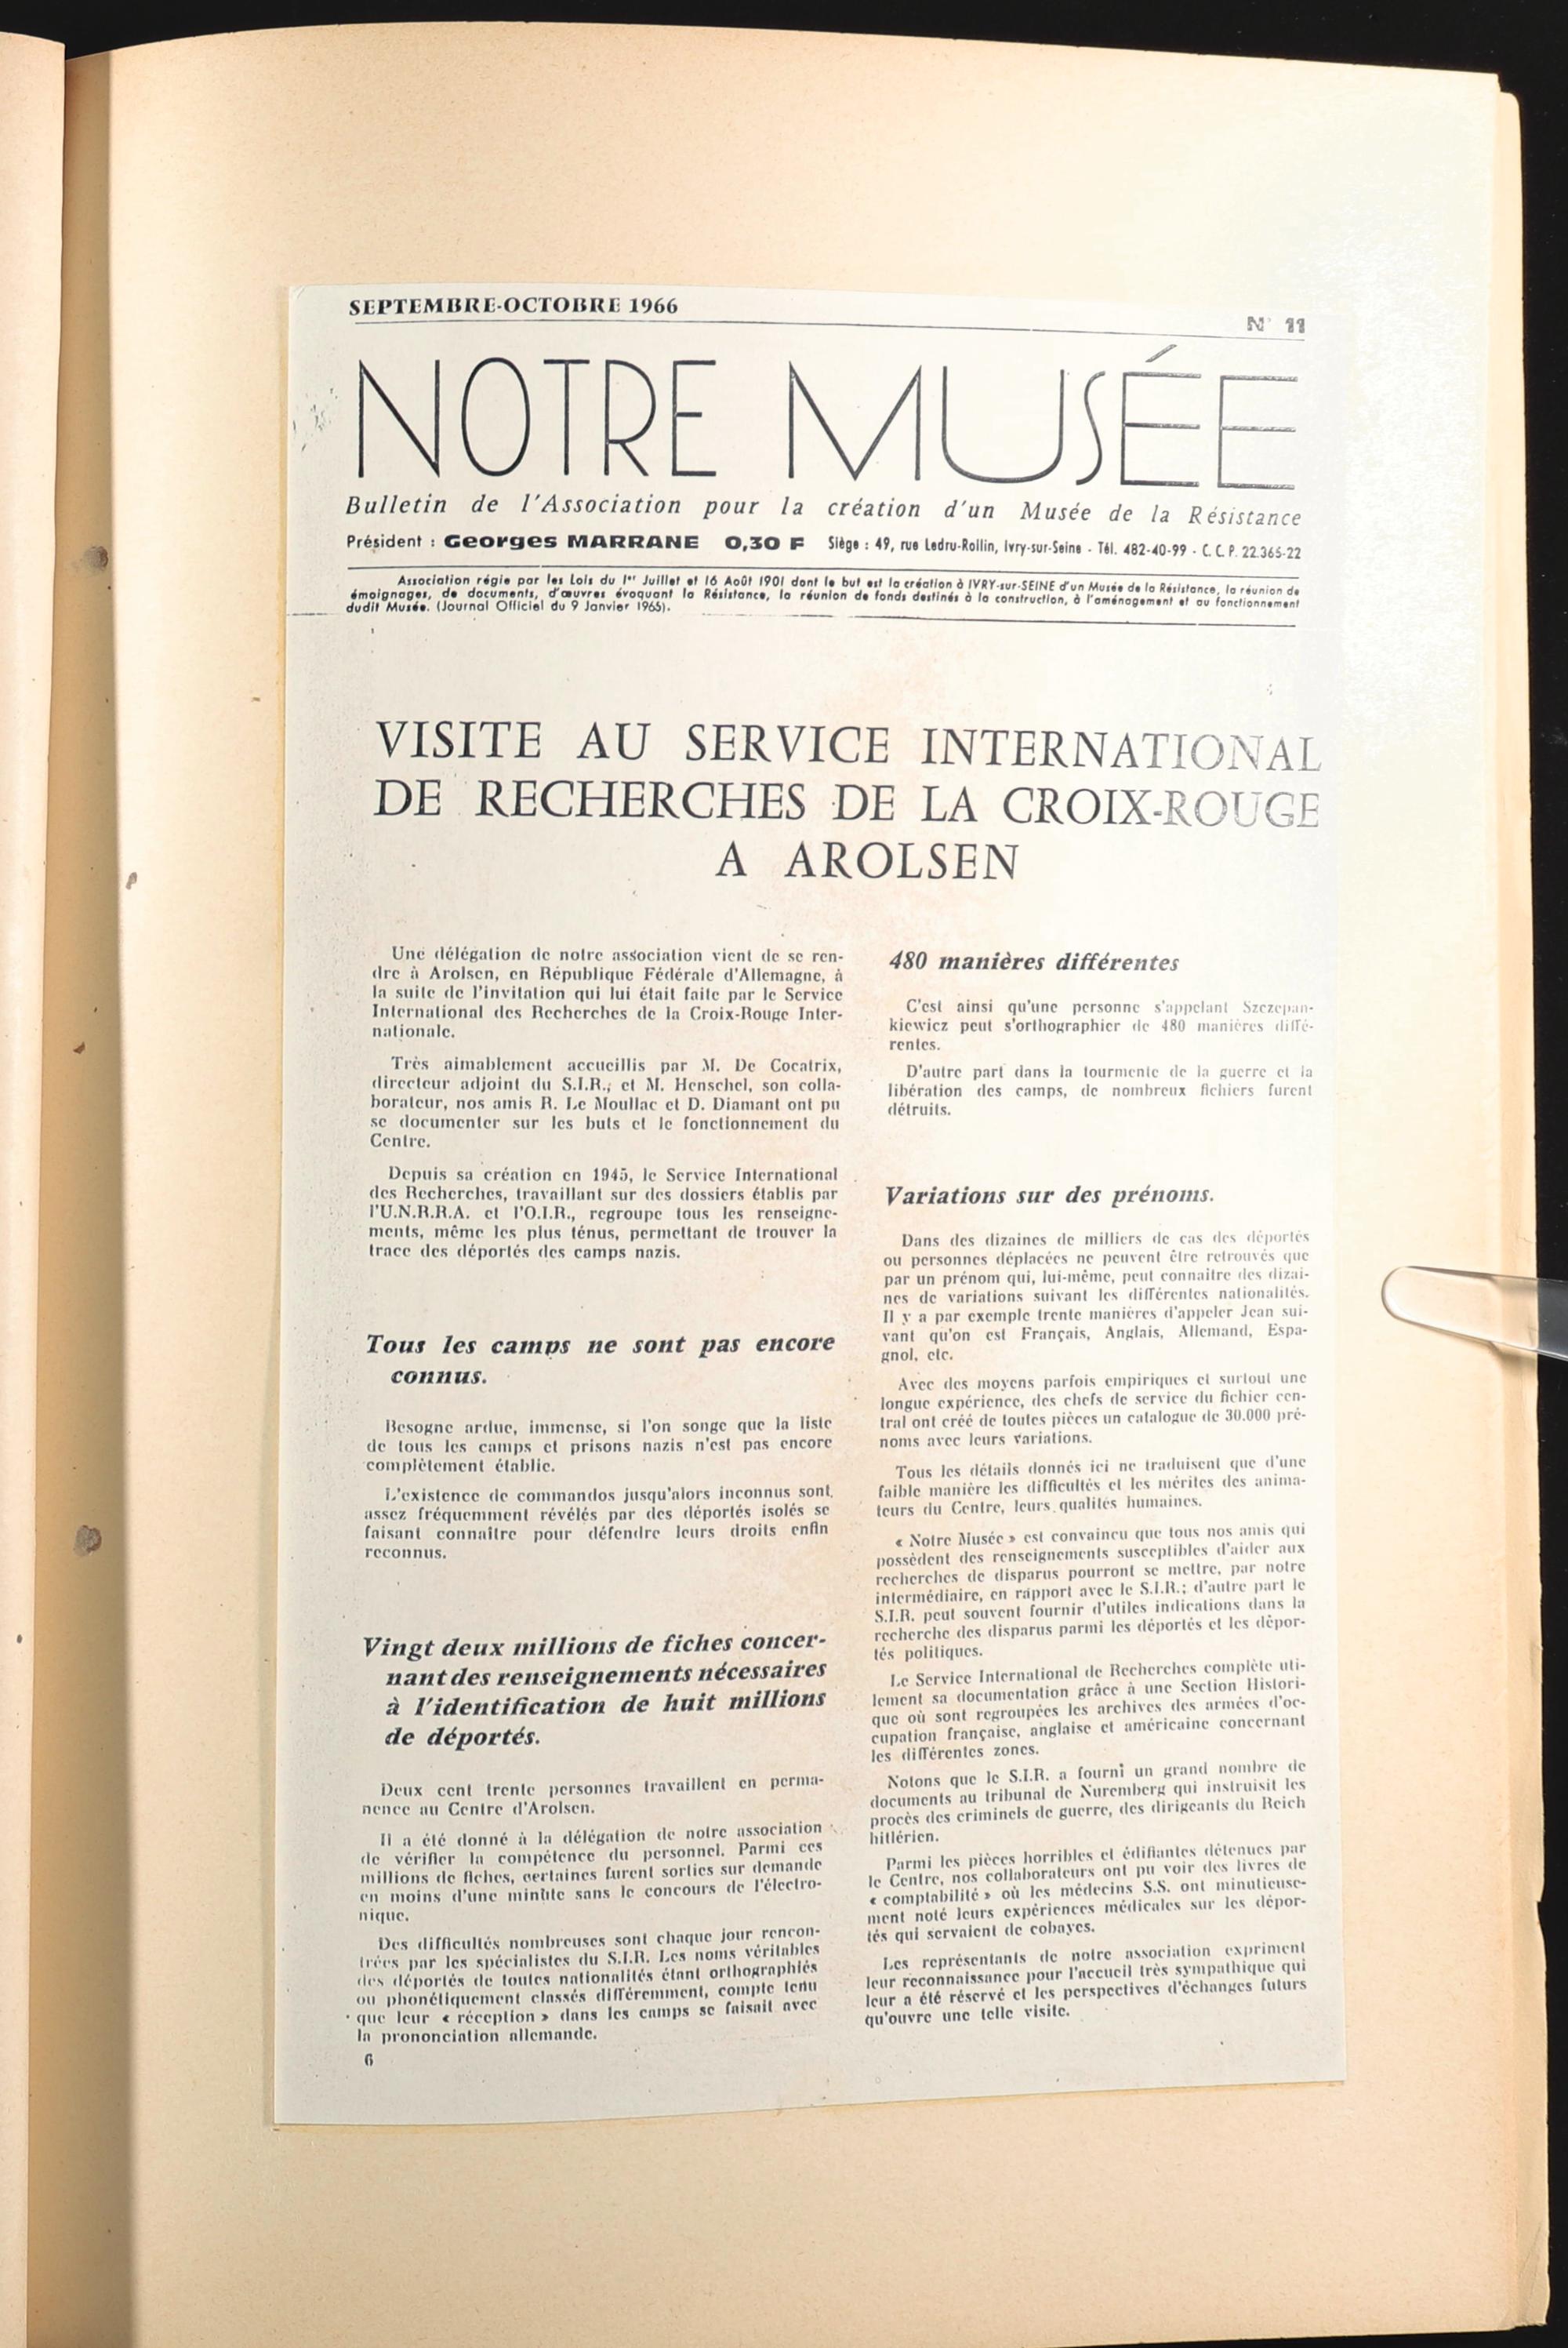 SEPTEMBRE-OCTOBRE 1966
N° 11
NOTRE MUSÉE
Bulletin de l'Association pour la création d'un Musée de la Résistance
Président : Georges MARRANE 0,30 F Siège : 49, rue Ledru-Rollin, Ivry-sur-Seine - Tél. 482-40-99 - C. C. P. 22.365-22
Association régie par les Lois du 1er Juillet et 16 Août 1901 dont le but est la création à IVRY-sur-SEINE d'un Musée de la Résistance, la réunion de
émoignages, de documents, d'œuvres évoquant la Résistance, la réunion de fonds destinés à la construction, à l'aménagement et au fonctionnement
dudit Musée. (Journal Officiel du 9 Janvier 1965).
VISITE AU SERVICE INTERNATIONAL
DE RECHERCHES DE LA CROIX-ROUGE
A AROLSEN
Une délégation de notre association vient de se ren-
dre à Arolsen, en République Fédérale d'Allemagne, à
la suite de l'invitation qui lui était faite par le Service
International des Recherches de la Croix-Rouge Inter-
nationale.
Très aimablement accueillis par M. De Cocatrix,
directeur adjoint du S.I.R., et M. Henschel, son colla-
borateur, nos amis R. Le Moullac et D. Diamant ont pu
se documenter sur les buts et le fonctionnement du
Centre.
Depuis sa création en 1945, le Service International
des Recherches, travaillant sur des dossiers établis par
l'U.N.R.R.A. et l'O.I.R., regroupe tous les renseigne-
ments, même les plus ténus, permettant de trouver la
trace des déportés des camps nazis.
Tous les camps ne sont pas encore
connus.
Besogne ardue, immense, si l'on songe que la liste
de tous les camps et prisons nazis n'est pas encore
complètement établie.
L'existence de commandos jusqu'alors inconnus sont
assez fréquemment révélés par des déportés isolés se
faisant connaître pour défendre leurs droits enfin
reconnus.
Vingt deux millions de fiches concer-
nant des renseignements nécessaires
à l'identification de huit millions
de déportés.
Deux cent trente personnes travaillent en perma-
nence au Centre d'Arolsen.
Il a été donné à la délégation de notre association
de vérifier la compétence du personnel. Parmi ces
millions de fiches, certaines furent sorties sur demande
en moins d'une minute sans le concours de l'électro-
nique.
Des difficultés nombreuses sont chaque jour rencon-
trées par les spécialistes du S.I.R. Les noms véritables
des déportés de toutes nationalités étant orthographiés
ou phonétiquement classés différemment, compte tenu
que leur « réception » dans les camps se faisait avec
la prononciation allemande.
6
480 manières différentes
C'est ainsi qu'une personne s'appelant Szczepan-
kiewicz peut s'orthographier de 480 manières diffé-
rentes.
D'autre part dans la tourmente de la guerre et la
libération des camps, de nombreux fichiers furent
détruits.
Variations sur des prénoms.
Dans des dizaines de milliers de cas des déportés
ou personnes déplacées ne peuvent être retrouvés que
par un prénom qui, lui-même, peut connaître des dizai-
nes de variations suivant les différentes nationalités.
Il y a par exemple trente manières d'appeler Jean sui-
vant qu'on est Français, Anglais, Allemand, Espa-
gnol, etc.
Avec des moyens parfois empiriques et surtout une
longue expérience, des chefs de service du fichier cen-
tral ont créé de toutes pièces un catalogue de 30.000 pré-
noms avec leurs variations.
Tous les détails donnés ici ne traduisent que d'une
faible manière les difficultés et les mérites des anima-
teurs du Centre, leurs qualités humaines.
« Notre Musée » est convaincu que tous nos amis qui
possèdent des renseignements susceptibles d'aider aux
recherches de disparus pourront se mettre, par notre
intermédiaire, en rapport avec le S.I.R.; d'autre part le
S.I.R. peut souvent fournir d'utiles indications dans la
recherche des disparus parmi les déportés et les dépor-
tés politiques.
Le Service International de Recherches complète uti-
lement sa documentation grâce à une Section Histori-
que où sont regroupées les archives des armées d'oc-
cupation française, anglaise et américaine concernant
les différentes zones.
Notons que le S.I.R. a fourni un grand nombre de
documents au tribunal de Nuremberg qui instruisit les
procès des criminels de guerre, des dirigeants du Reich
hitlérien.
Parmi les pièces horribles et édifiantes détenues par
le Centre, nos collaborateurs ont pu voir des livres de
« comptabilité » où les médecins S.S. ont minutieuse-
ment noté leurs expériences médicales sur les dépor-
tés qui servaient de cobayes.
Les représentants de notre association expriment
leur reconnaissance pour l'accueil très sympathique qui
leur a été réservé et les perspectives d'échanges futurs
qu'ouvre une telle visite.